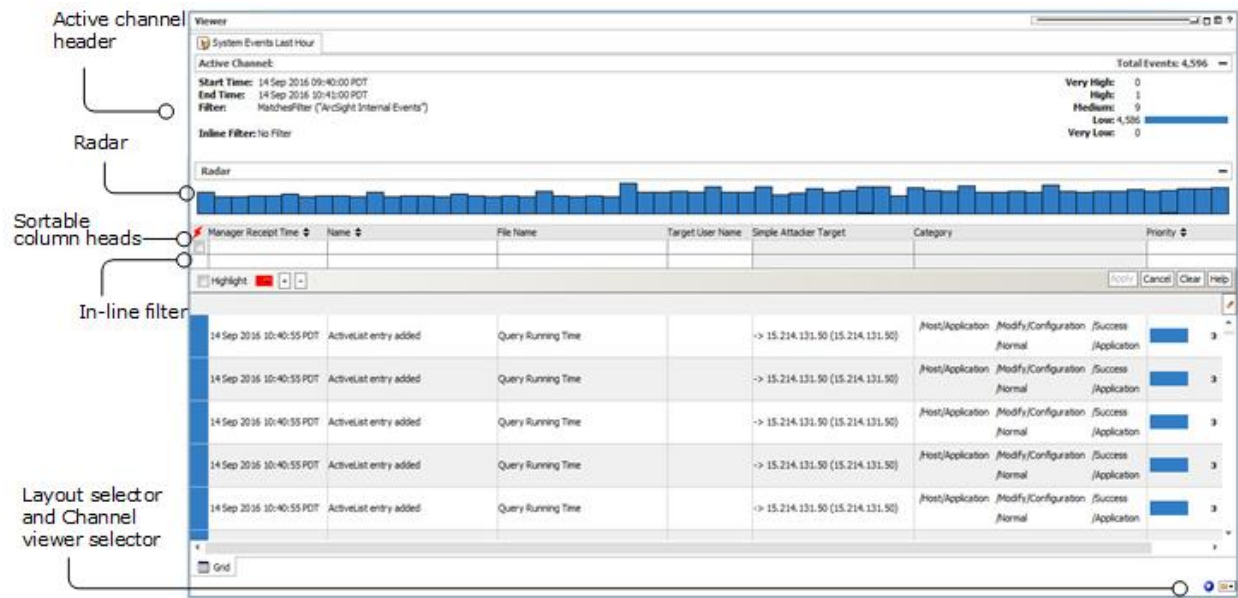 Active channel
header
Radar
Sortable
column heads
In-line filter
Layout selector
and Channel
viewer selector
Viewer
System Events Last Hour
Active Channel: Total Events: 4,596
Start Time: 14 Sep 2016 09:40:00 PDT
End Time: 14 Sep 2016 10:41:00 PDT
Filter: MatchesFilter ("ArcSight Internal Events")
Inline Filter: No Filter
Very High: 0
High: 1
Medium: 9
Low: 4,586
Very Low: 0
Radar
Manager Receipt Time Name File Name Target User Name Simple Attacker Target Category Priority
Highlight + - Apply Cancel Clear Help
14 Sep 2016 10:40:55 PDT ActiveList entry added Query Running Time -> 15.214.131.50 (15.214.131.50) /Host/Application /Modify/Configuration /Success 3
/Normal /Application
14 Sep 2016 10:40:55 PDT ActiveList entry added Query Running Time -> 15.214.131.50 (15.214.131.50) /Host/Application /Modify/Configuration /Success 3
/Normal /Application
14 Sep 2016 10:40:55 PDT ActiveList entry added Query Running Time -> 15.214.131.50 (15.214.131.50) /Host/Application /Modify/Configuration /Success 3
/Normal /Application
14 Sep 2016 10:40:55 PDT ActiveList entry added Query Running Time -> 15.214.131.50 (15.214.131.50) /Host/Application /Modify/Configuration /Success 3
/Normal /Application
14 Sep 2016 10:40:55 PDT ActiveList entry added Query Running Time -> 15.214.131.50 (15.214.131.50) /Host/Application /Modify/Configuration /Success 3
/Normal /Application
Grid